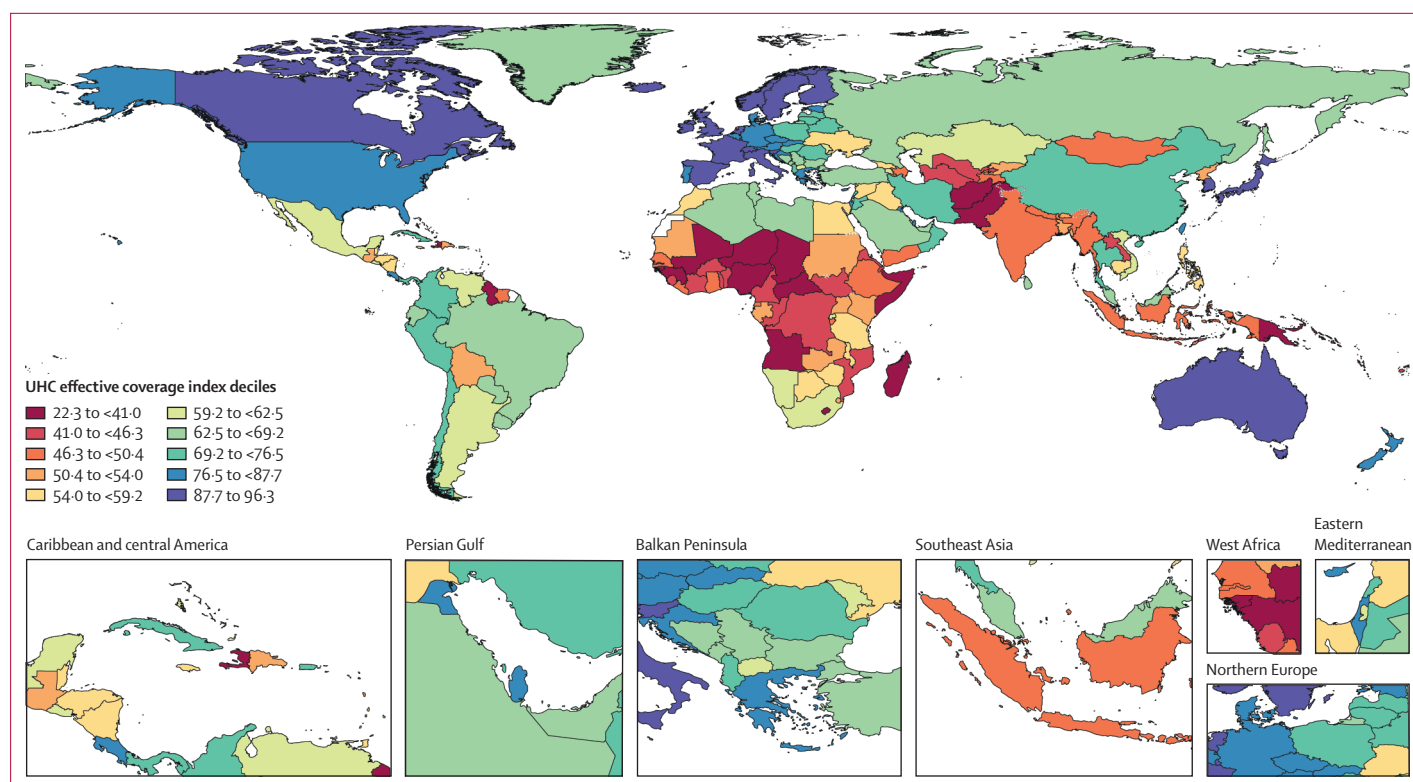 UHC effective coverage index deciles
22·3 to <41·0
41·0 to <46·3
46·3 to <50·4
50·4 to <54·0
54·0 to <59·2
59·2 to <62·5
62·5 to <69·2
69·2 to <76·5
76·5 to <87·7
87·7 to 96·3
Caribbean and central America
Persian Gulf
Balkan Peninsula
Southeast Asia
West Africa
Eastern
Mediterranean
Northern Europe